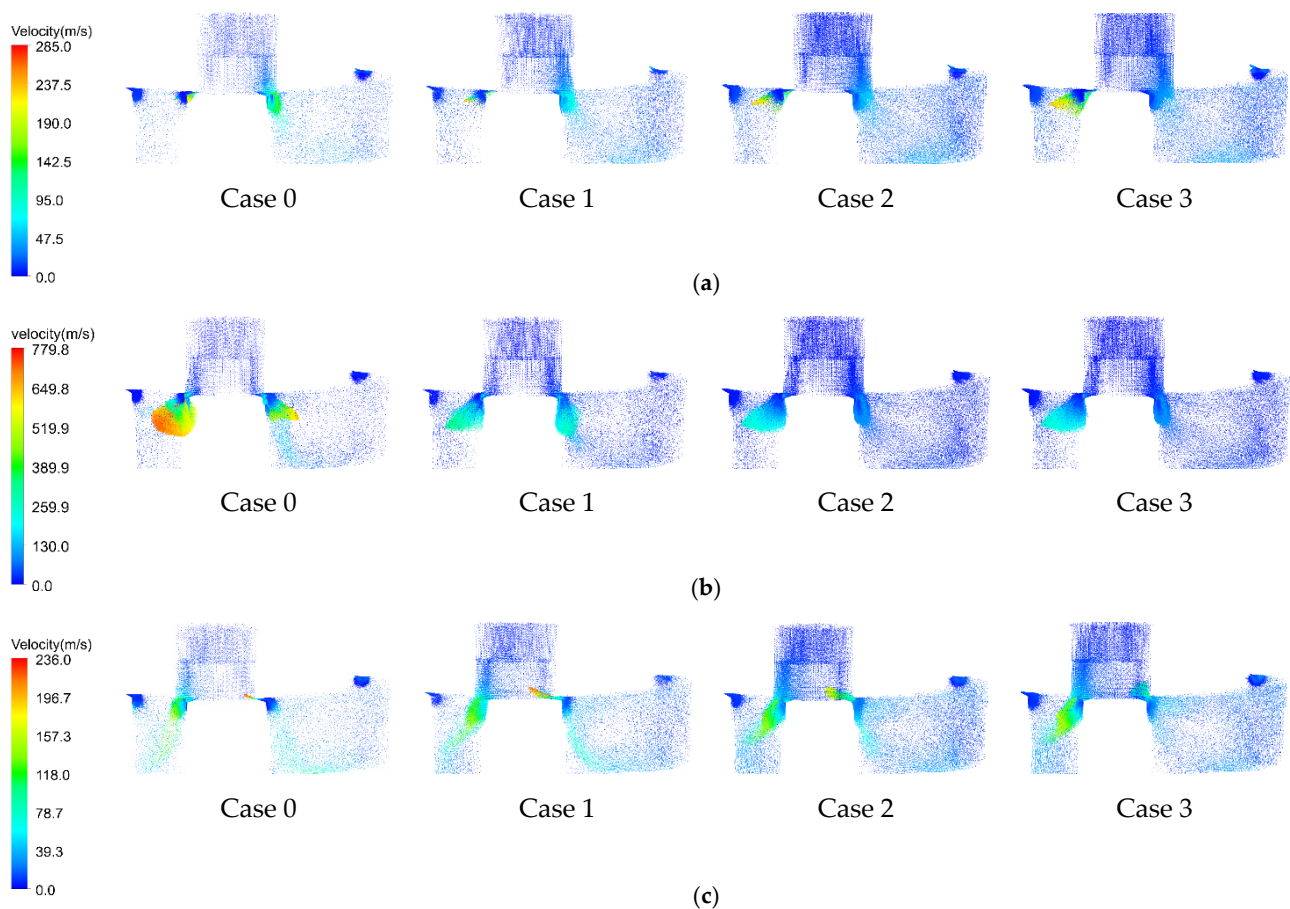 Velocity(m/s)
285.0
237.5
190.0
142.5
95.0
47.5
0.0
Case 0 Case 1 Case 2 Case 3
(a)
velocity(m/s)
779.8
649.8
519.9
389.9
259.9
130.0
0.0
Case 0 Case 1 Case 2 Case 3
(b)
Velocity(m/s)
236.0
196.7
157.3
118.0
78.7
39.3
0.0
Case 0 Case 1 Case 2 Case 3
(c)